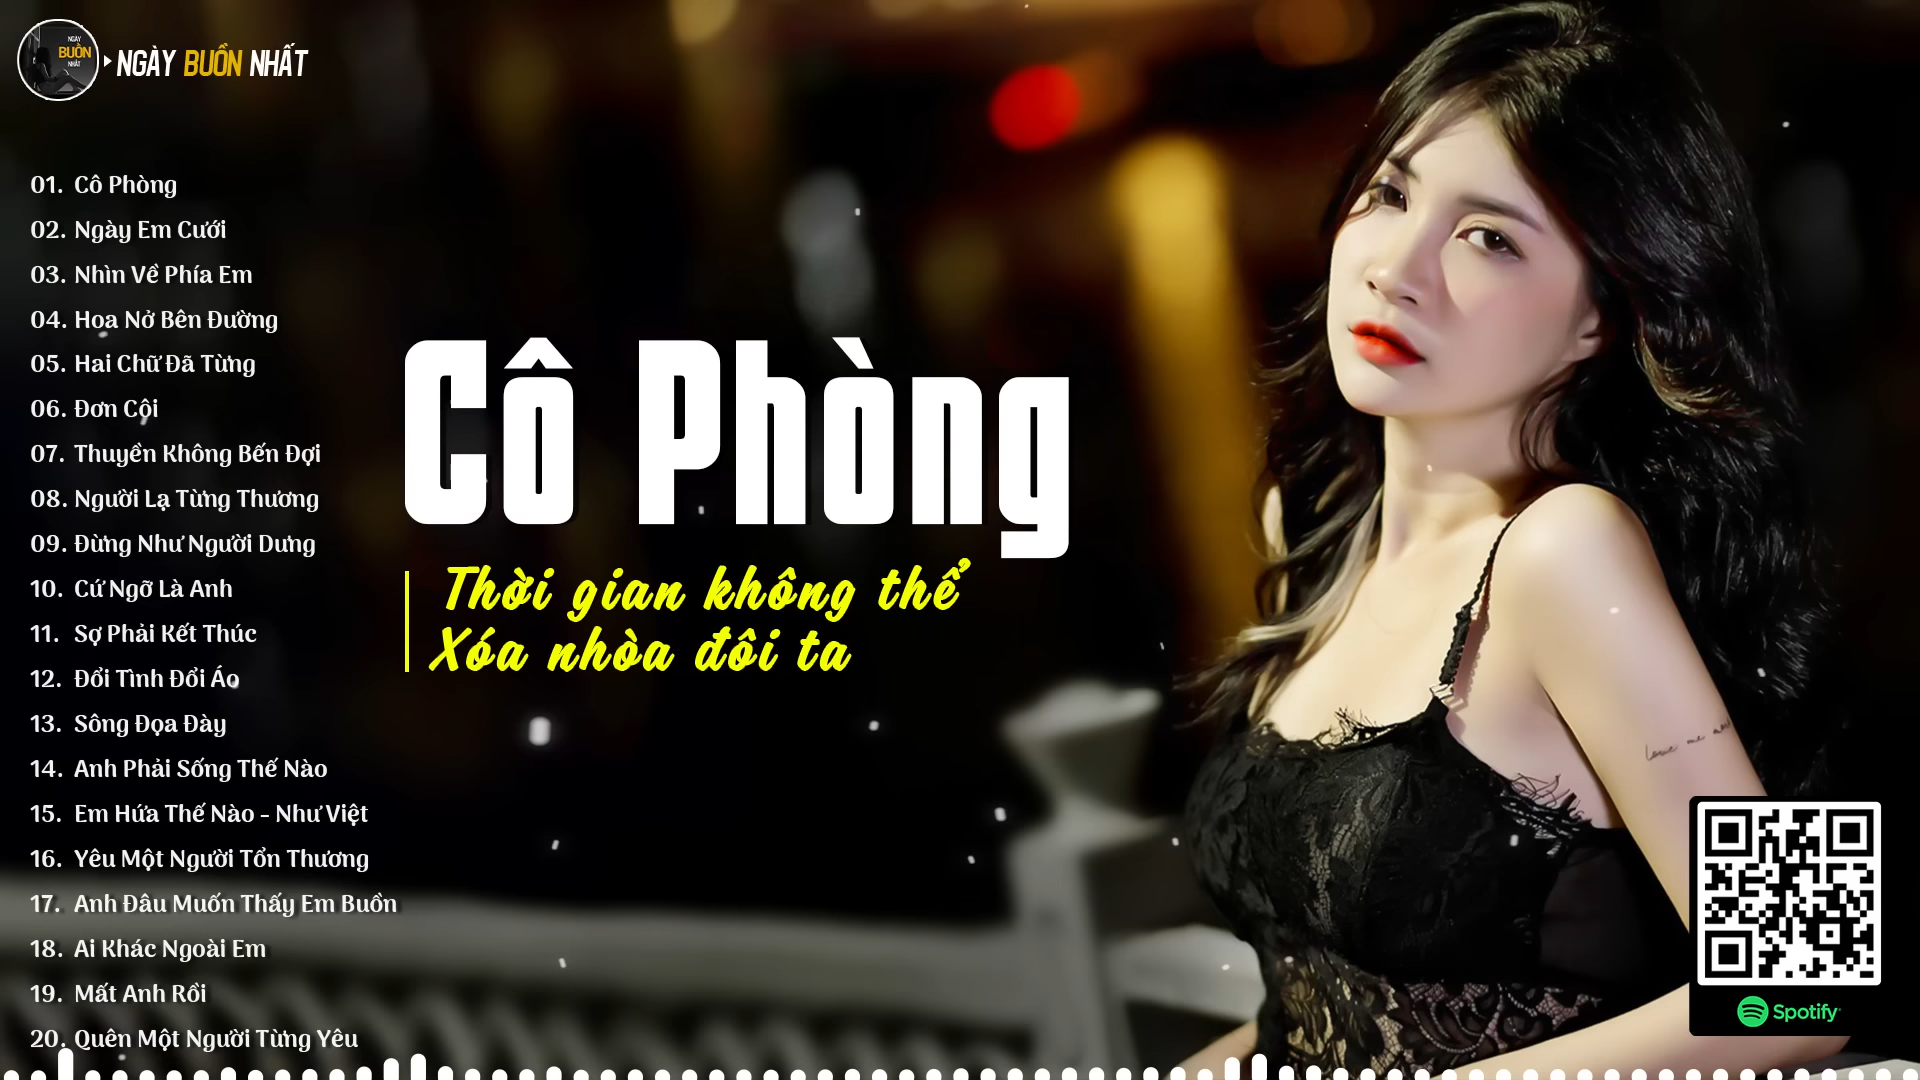 NGÀY
BUỒN
NHẤT
NGÀY BUỒN NHẤT
01. Cô Phòng
02. Ngày Em Cưới
03. Nhìn Về Phía Em
04. Hoa Nở Bên Đường
05. Hai Chữ Đã Từng
06. Đơn Côi
07. Thuyền Không Bến Đợi
08. Người Lạ Từng Thương
09. Đừng Như Người Dưng
10. Cứ Ngỡ Là Anh
11. Sợ Phải Kết Thúc
12. Đổi Tình Đổi Áo
13. Sông Đọa Đày
14. Anh Phải Sống Thế Nào
15. Em Hứa Thế Nào - Như Việt
16. Yêu Một Người Tổn Thương
17. Anh Đâu Muốn Thấy Em Buồn
18. Ai Khác Ngoài Em
19. Mất Anh Rồi
20. Quên Một Người Từng Yêu
Cô Phòng
Thời gian không thể
Xóa nhòa đôi ta
Love me
Spotify